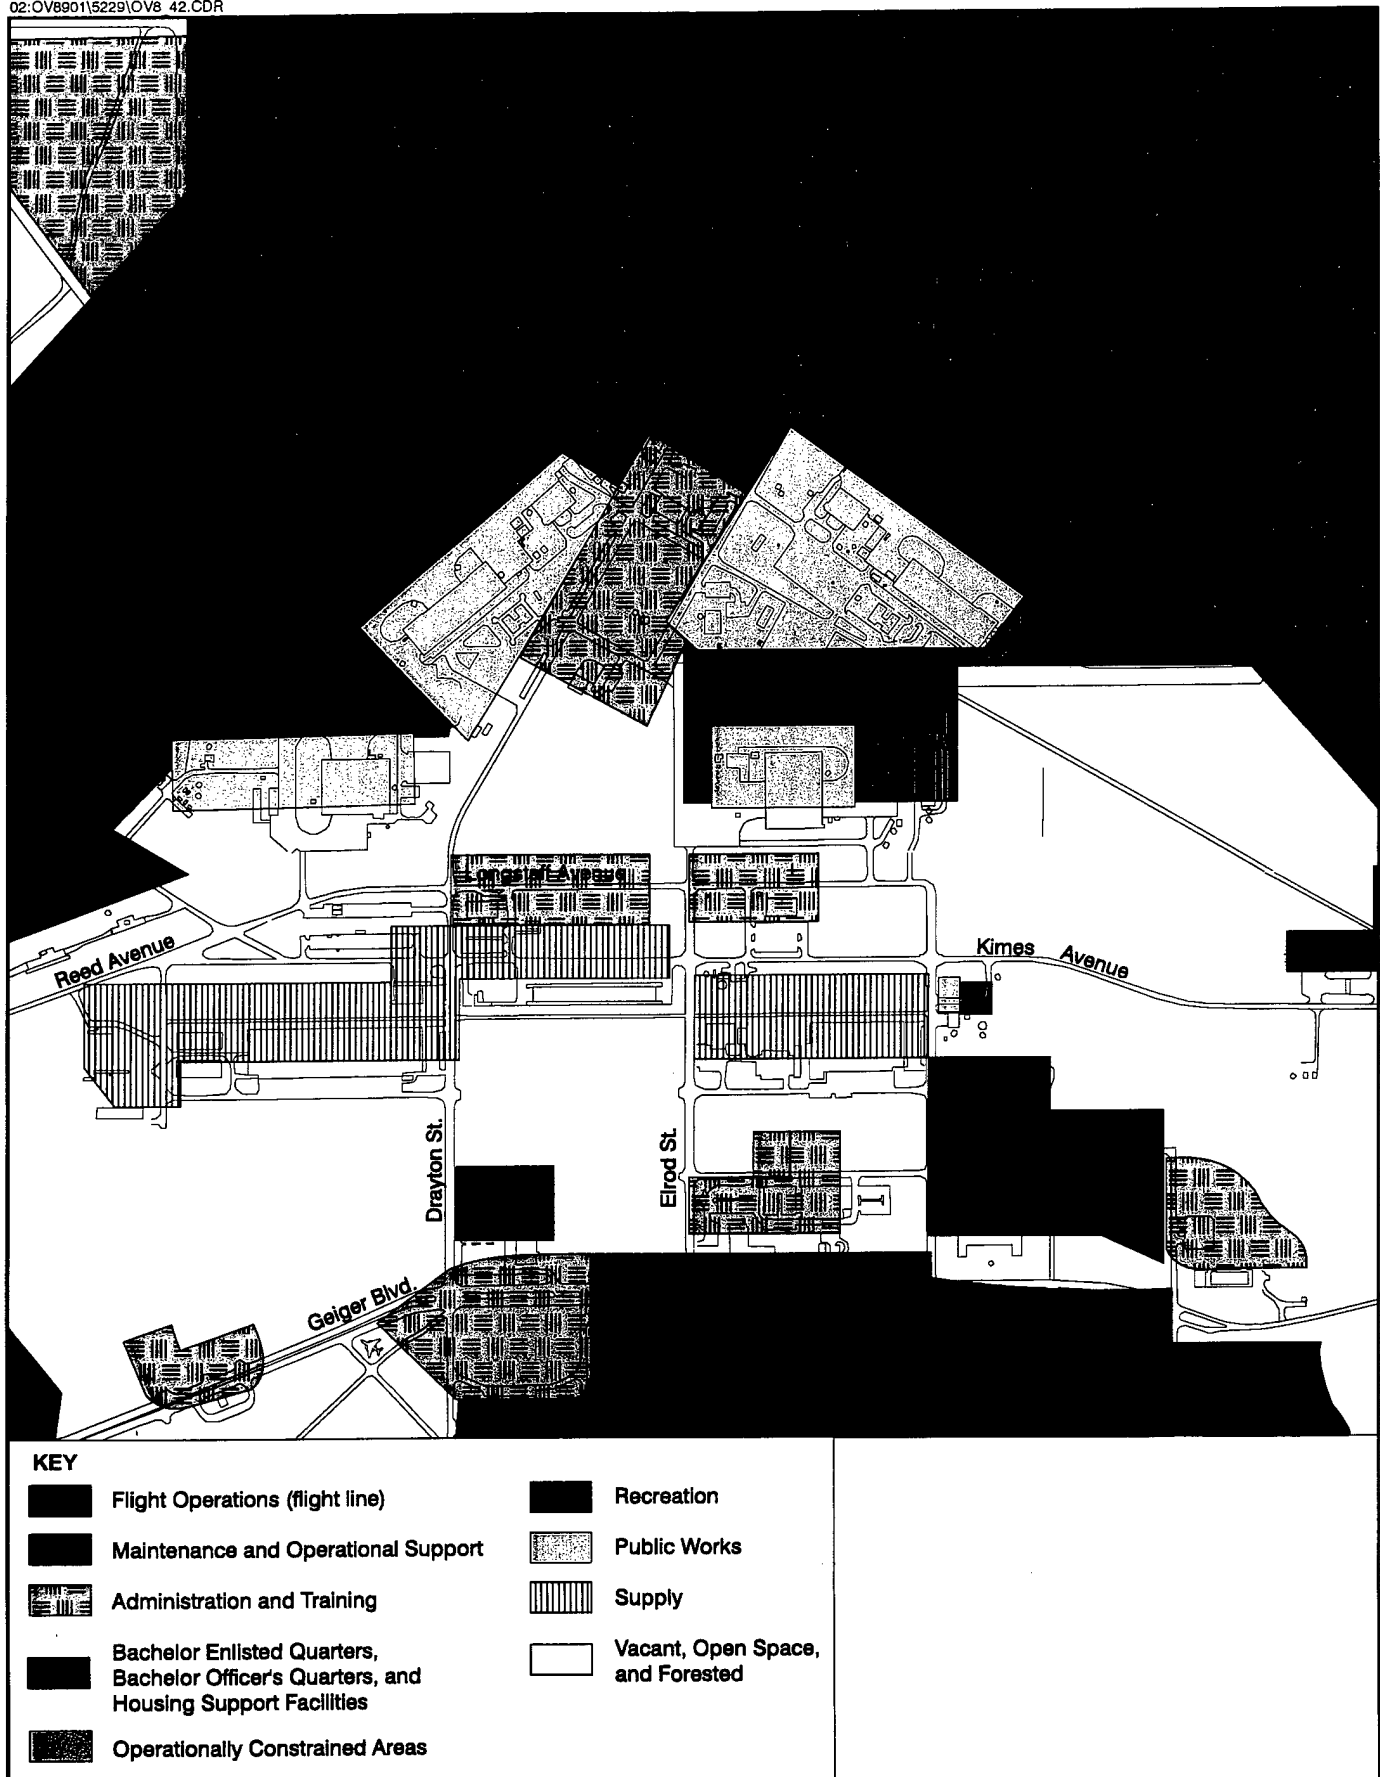 02:OV8901\5229\OV8_42.CDR
Longstaff Avenue
Reed Avenue
Kimes Avenue
Drayton St.
Elrod St.
Geiger Blvd.
KEY
Flight Operations (flight line)
Maintenance and Operational Support
Administration and Training
Bachelor Enlisted Quarters,
Bachelor Officer's Quarters, and
Housing Support Facilities
Operationally Constrained Areas
Recreation
Public Works
Supply
Vacant, Open Space,
and Forested